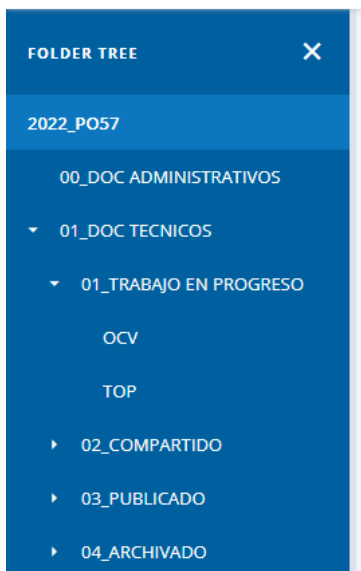 FOLDER TREE
2022_PO57
00_DOC ADMINISTRATIVOS
01_DOC TECNICOS
01_TRABAJO EN PROGRESO
OCV
TOP
02_COMPARTIDO
03_PUBLICADO
04_ARCHIVADO